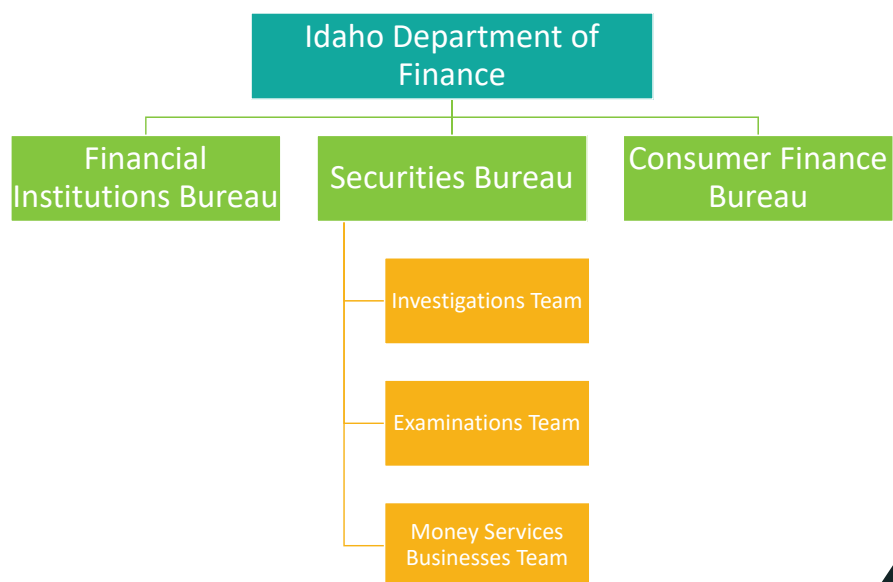 Idaho Department of
Finance
Financial
Institutions Bureau
Securities Bureau
Consumer Finance
Bureau
Investigations Team
Examinations Team
Money Services
Businesses Team